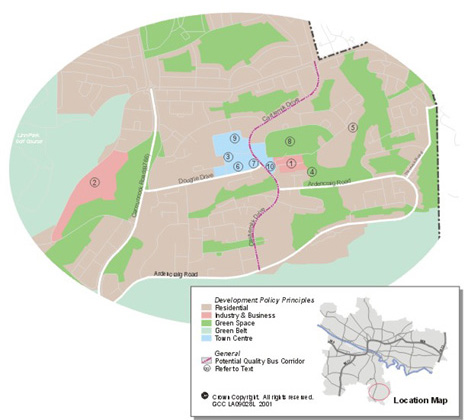 Castlemilk Drive
9
8
5
3
7
6
10
1
4
2
Douglas Drive
Ardencraig Road
Castlemilk Drive
Ardencraig Road
Development Policy Principles
Residential
Industry & Business
Green Space
Green Belt
Town Centre
General
Potential Quality Bus Corridor
Refer to Text
© Crown Copyright. All rights reserved.
GCC LA09026L 2001
Location Map